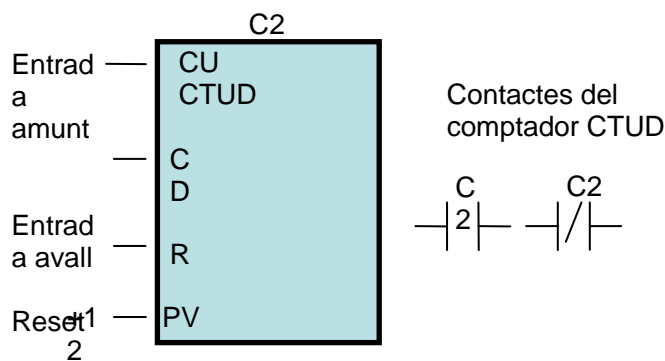 C2
Entrad
a
amunt
CU
CTUD
C
D
Entrad
a avall
R
Reset
+1
2
PV
Contactes del
comptador CTUD
C
2
C2